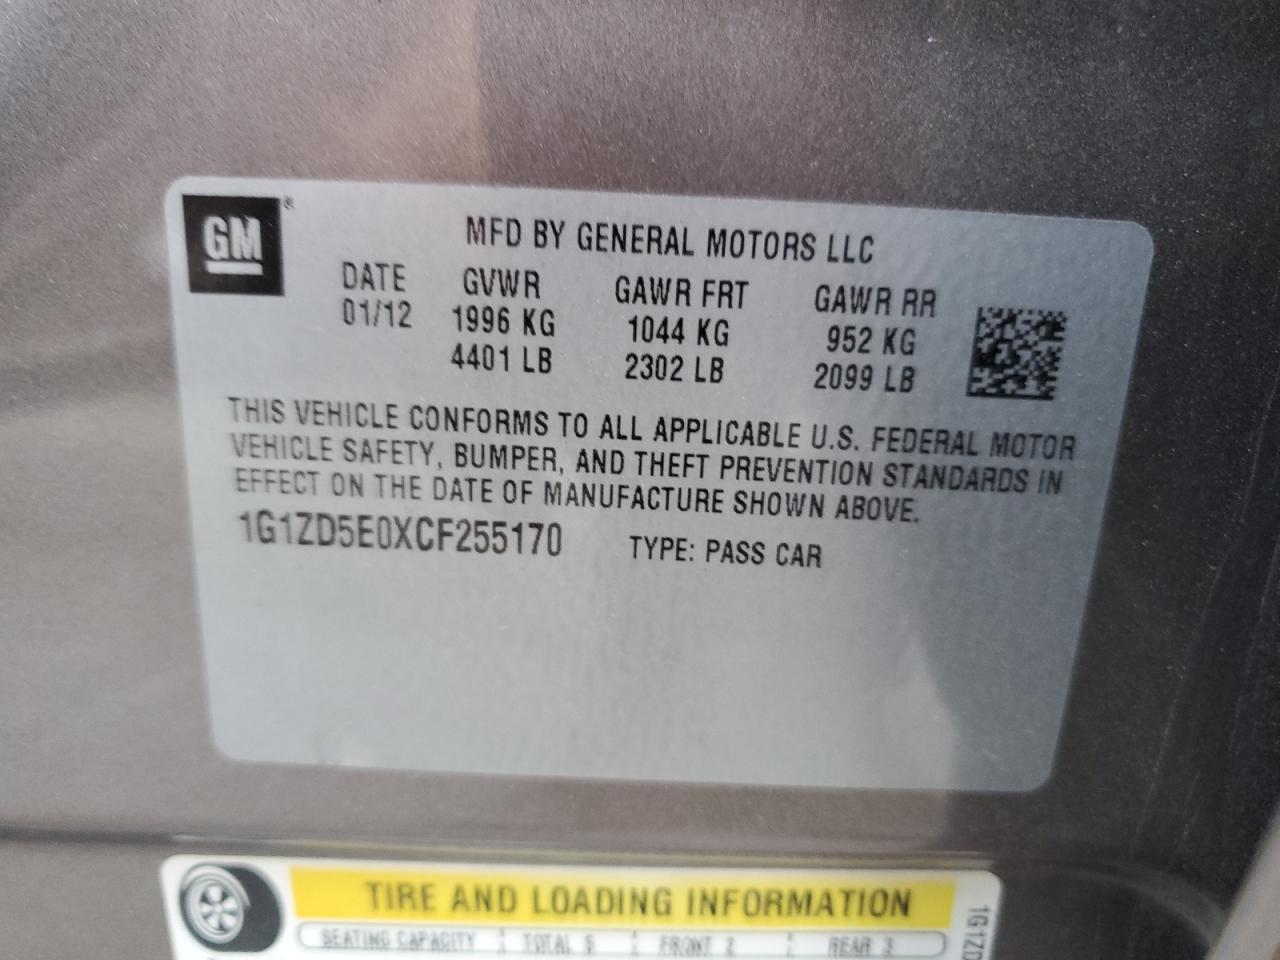 GM®
MFD BY GENERAL MOTORS LLC
DATE GVWR GAWR FRT GAWR RR
01/12 1996 KG 1044 KG 952 KG
4401 LB 2302 LB 2099 LB
THIS VEHICLE CONFORMS TO ALL APPLICABLE U.S. FEDERAL MOTOR
VEHICLE SAFETY, BUMPER, AND THEFT PREVENTION STANDARDS IN
EFFECT ON THE DATE OF MANUFACTURE SHOWN ABOVE.
1G1ZD5E0XCF255170 TYPE: PASS CAR
TIRE AND LOADING INFORMATION
SEATING CAPACITY TOTAL 5 FRONT 2 REAR 3
1G1ZD